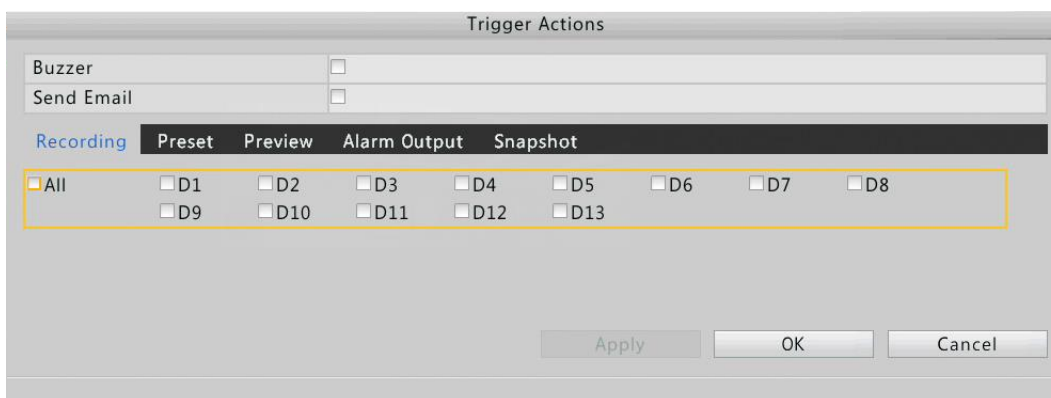 Trigger Actions
Buzzer
Send Email
Recording Preset Preview Alarm Output Snapshot
All D1 D2 D3 D4 D5 D6 D7 D8
D9 D10 D11 D12 D13
Apply OK Cancel